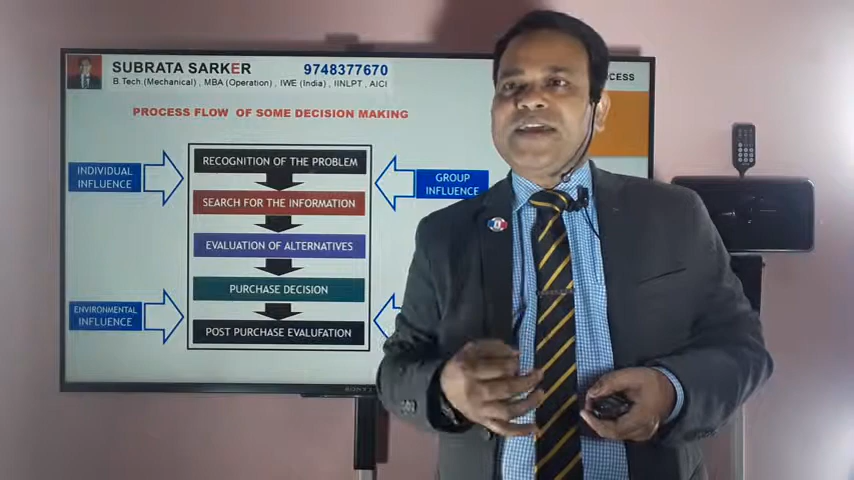 SUBRATA SARKER
9748377670
B.Tech(Mechanical) , MBA (Operation) , IWE (India) , IINLPT , AICI
PROCESS FLOW OF SOME DECISION MAKING
INDIVIDUAL
INFLUENCE
RECOGNITION OF THE PROBLEM
GROUP
INFLUENCE
SEARCH FOR THE INFORMATION
EVALUATION OF ALTERNATIVES
PURCHASE DECISION
ENVIRONMENTAL
INFLUENCE
POST PURCHASE EVALUFATION